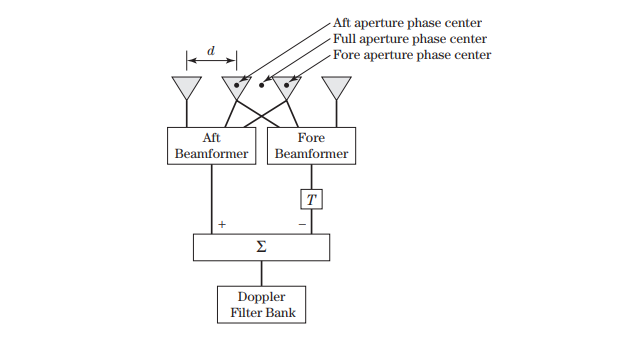 Aft aperture phase center
Full aperture phase center
Fore aperture phase center
d
Aft
Beamformer
Fore
Beamformer
T
+
−
Σ
Doppler
Filter Bank